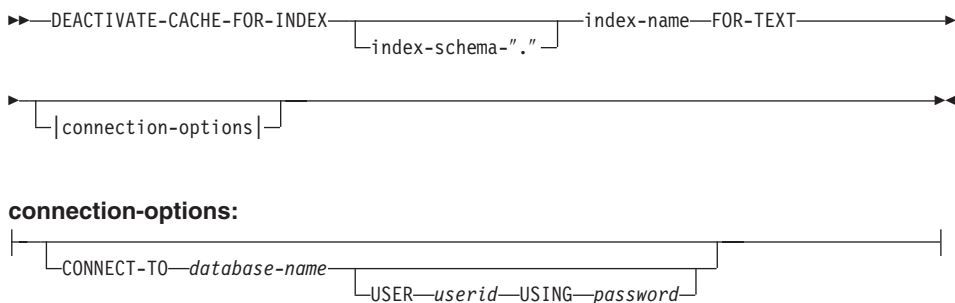 DEACTIVATE-CACHE-FOR-INDEX index-name FOR-TEXT
index-schema-"."
|connection-options|
connection-options:
CONNECT-TO database-name
USER userid USING password